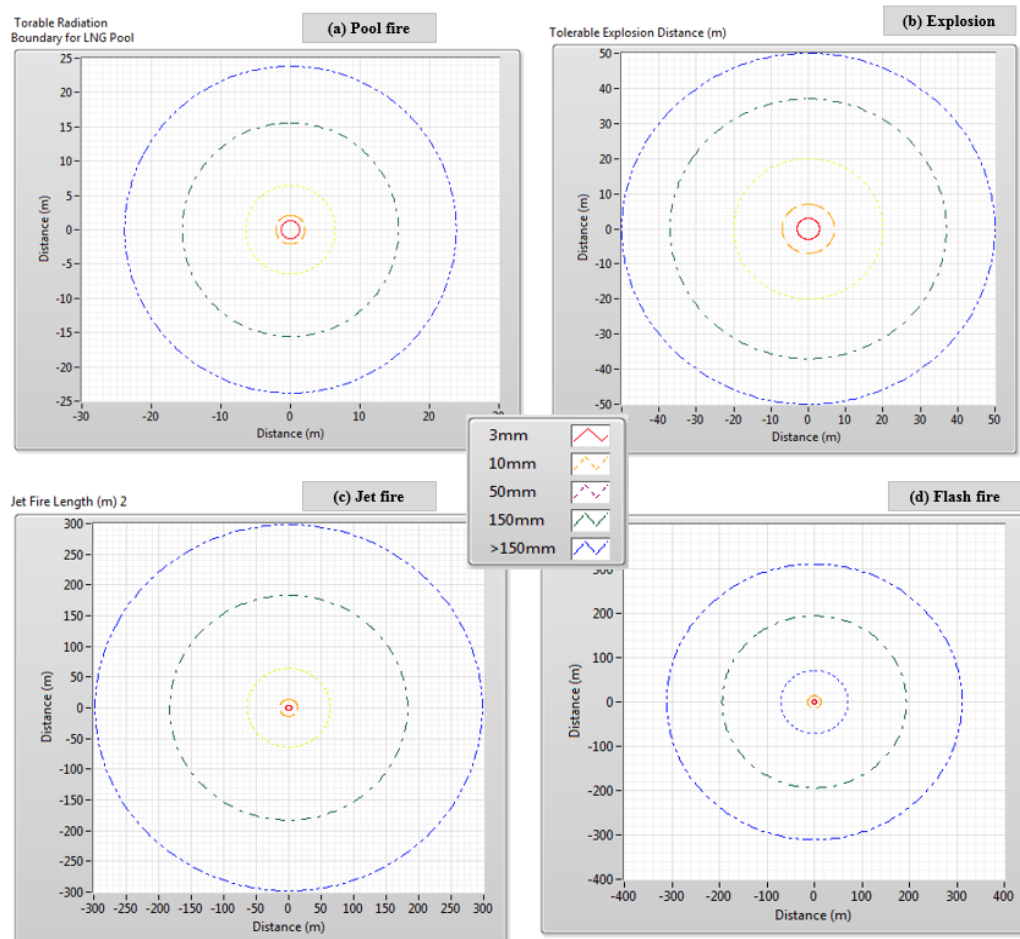 Torable Radiation
Boundary for LNG Pool
(a) Pool fire
25
20
15
10
5
0
-5
-10
-15
-20
-25
Distance (m)
-30 -20 -10 0 10 20 30
Distance (m)
(b) Explosion
Tolerable Explosion Distance (m)
50
40
30
20
10
0
-10
-20
-30
-40
-50
Distance (m)
-50 -40 -30 -20 -10 0 10 20 30 40 50
Distance (m)
3mm
10mm
50mm
150mm
>150mm
Jet Fire Length (m) 2
(c) Jet fire
300
250
200
150
100
50
0
-50
-100
-150
-200
-250
-300
Distance (m)
-300 -250 -200 -150 -100 -50 0 50 100 150 200 250 300
Distance (m)
(d) Flash fire
400
300
200
100
0
-100
-200
-300
-400
Distance (m)
-400 -300 -200 -100 0 100 200 300 400
Distance (m)